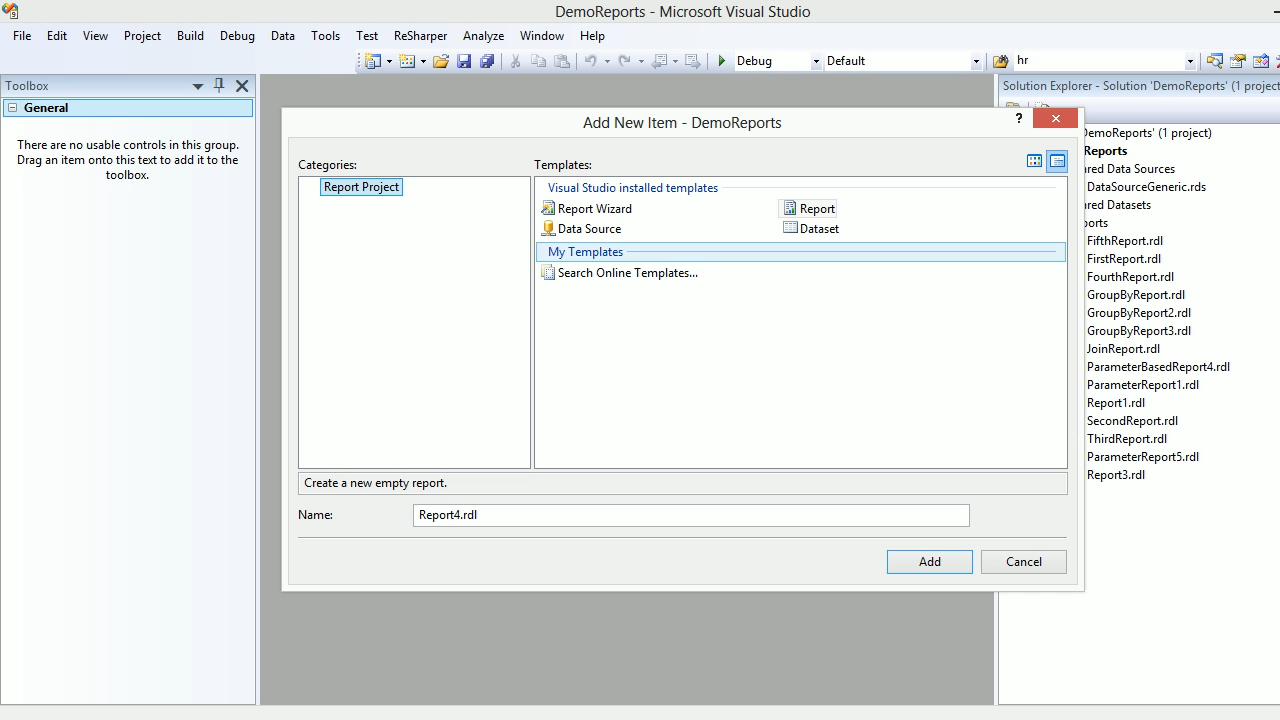 DemoReports - Microsoft Visual Studio
File Edit View Project Build Debug Data Tools Test ReSharper Analyze Window Help
Debug Default hr
Toolbox
General
There are no usable controls in this group.
Drag an item onto this text to add it to the
toolbox.
Add New Item - DemoReports
?
Categories:
Report Project
Templates:
Visual Studio installed templates
Report Wizard
Report
Data Source
Dataset
My Templates
Search Online Templates...
Create a new empty report.
Name: Report4.rdl
Add Cancel
Solution Explorer - Solution 'DemoReports' (1 project
DemoReports' (1 project)
Reports
red Data Sources
DataSourceGeneric.rds
red Datasets
orts
FifthReport.rdl
FirstReport.rdl
FourthReport.rdl
GroupByReport.rdl
GroupByReport2.rdl
GroupByReport3.rdl
JoinReport.rdl
ParameterBasedReport4.rdl
ParameterReport1.rdl
Report1.rdl
SecondReport.rdl
ThirdReport.rdl
ParameterReport5.rdl
Report3.rdl